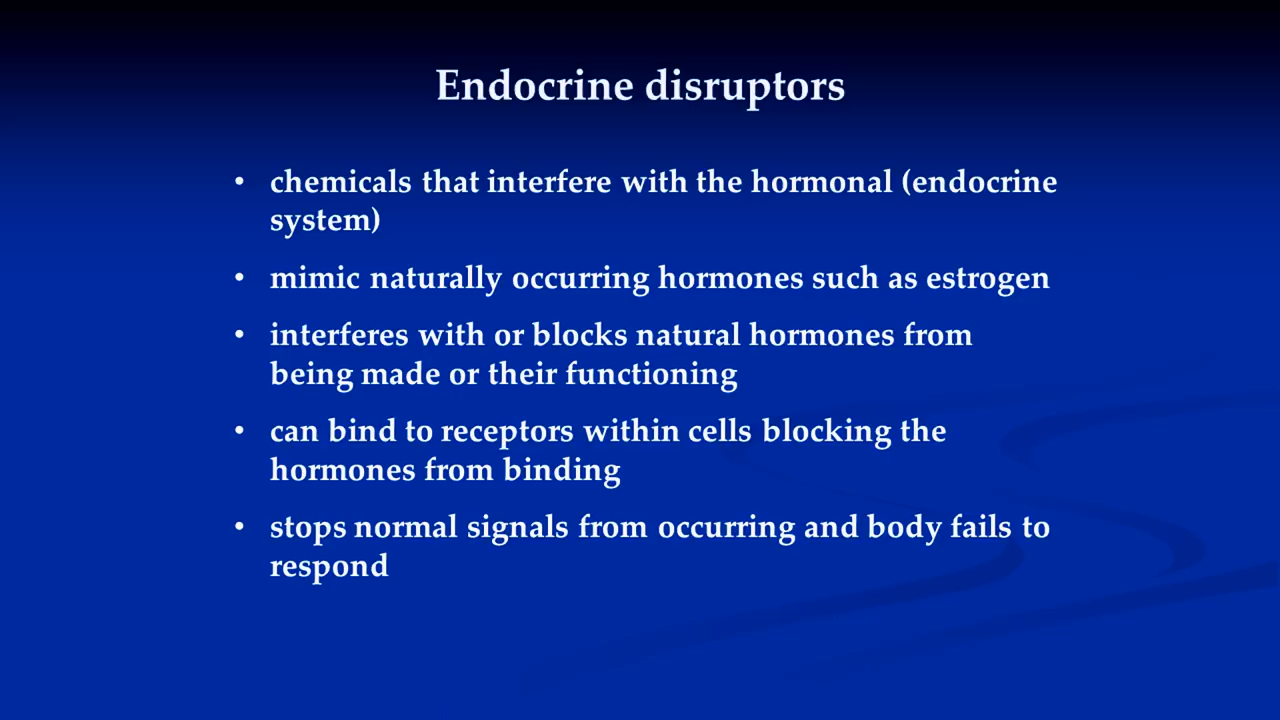 Endocrine disruptors
• chemicals that interfere with the hormonal (endocrine
system)
• mimic naturally occurring hormones such as estrogen
• interferes with or blocks natural hormones from
being made or their functioning
• can bind to receptors within cells blocking the
hormones from binding
• stops normal signals from occurring and body fails to
respond